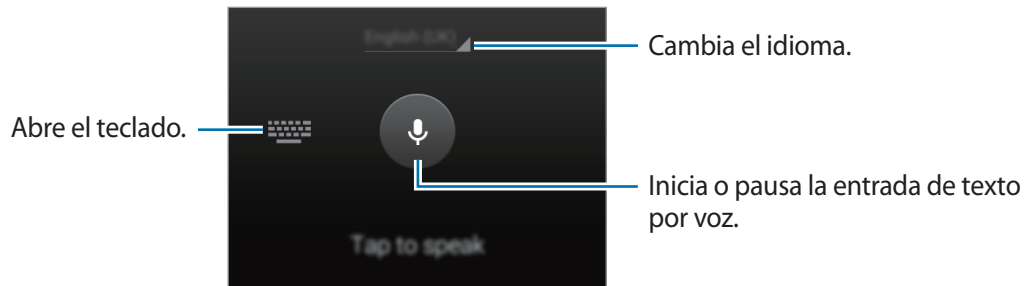 English (UK)
Cambia el idioma.
Abre el teclado.
Inicia o pausa la entrada de texto
por voz.
Tap to speak